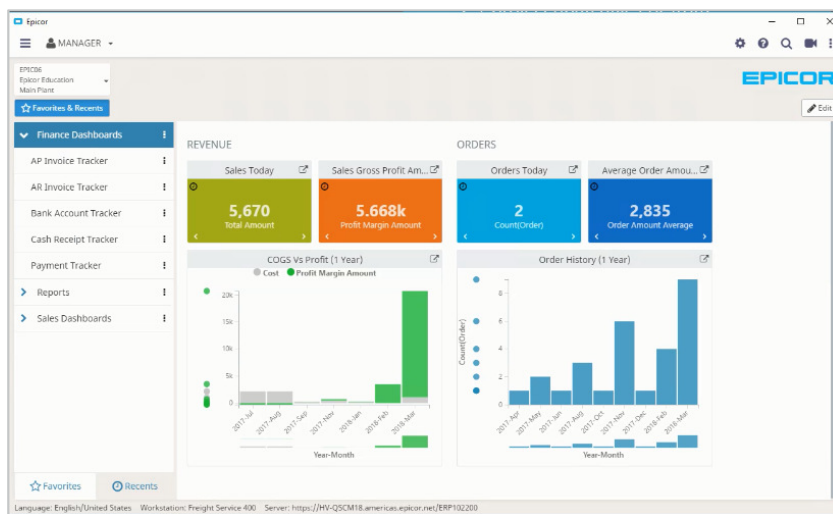 Epicor
MANAGER
EPIC06
Epicor Education
Main Plant
EPICOR
Favorites & Recents
Edit
Finance Dashboards
AP Invoice Tracker
AR Invoice Tracker
Bank Account Tracker
Cash Receipt Tracker
Payment Tracker
Reports
Sales Dashboards
Favorites
Recents
REVENUE
ORDERS
Sales Today
5,670
Total Amount
Sales Gross Profit Am...
5.668k
Profit Margin Amount
Orders Today
2
Count(Order)
Average Order Amou...
2,835
Order Amount Average
COGS Vs Profit (1 Year)
Cost
Profit Margin Amount
20k
15k
10k
5k
0
2017-Jul
2017-Aug
2017-Sep
2017-Nov
2018-Jan
2018-Feb
2018-Mar
Year-Month
Order History (1 Year)
Count(Order)
8
6
4
2
0
2017-Apr
2017-May
2017-Jun
2017-Aug
2017-Oct
2017-Nov
2017-Dec
2018-Feb
2018-Mar
Year-Month
Language: English/United States Workstation: Freight Service 400 Server: https://HV-QSCM18.americas.epicor.net/ERP102200